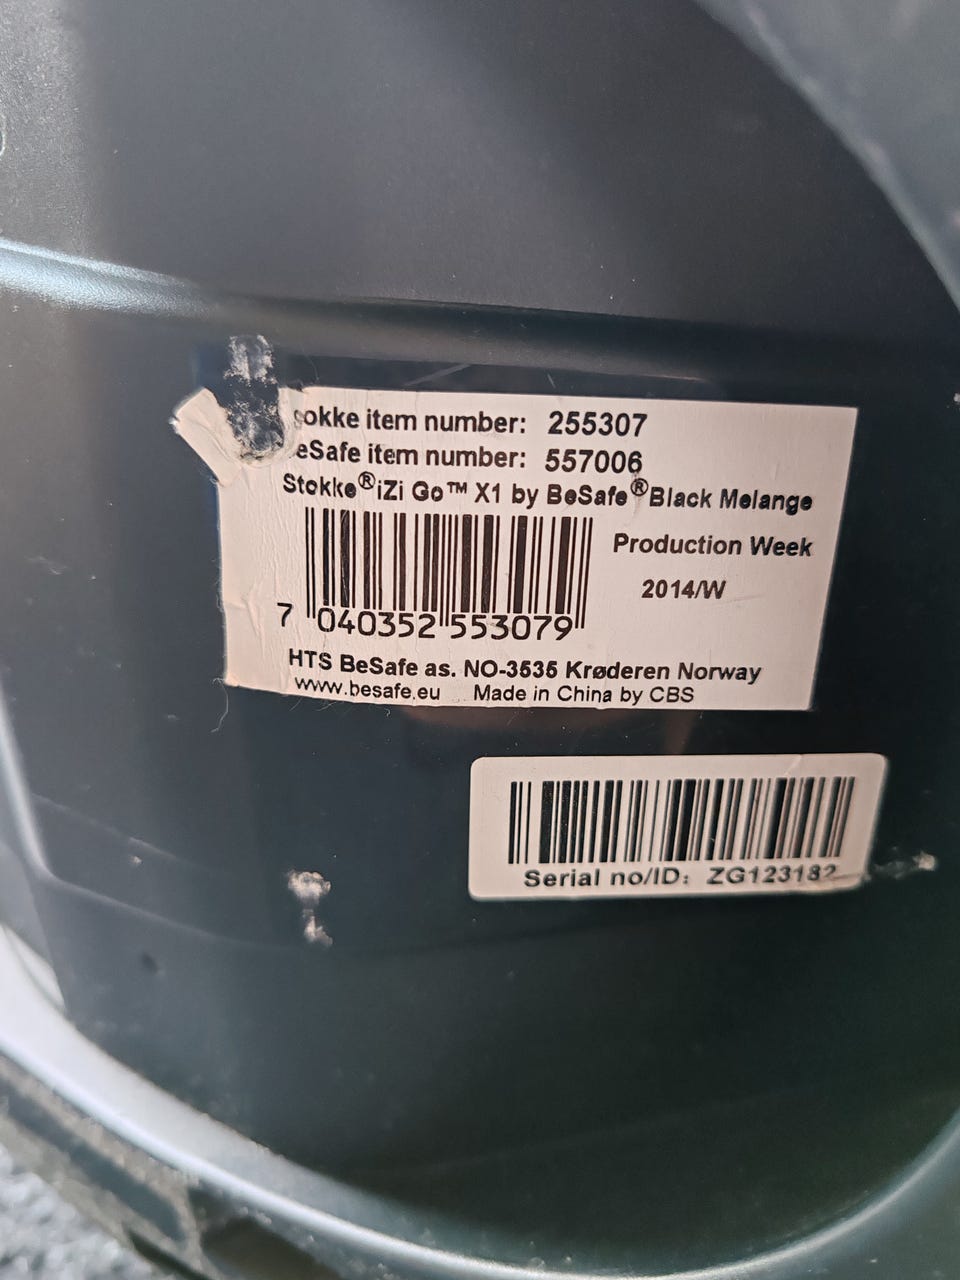 okke item number: 255307
eSafe item number: 557006
Stokke®iZi Go™ X1 by BeSafe®Black Melange
Production Week
2014/W
7 040352 553079
HTS BeSafe as. NO-3535 Krøderen Norway
www.besafe.eu Made in China by CBS
Serial no/ID: ZG123182